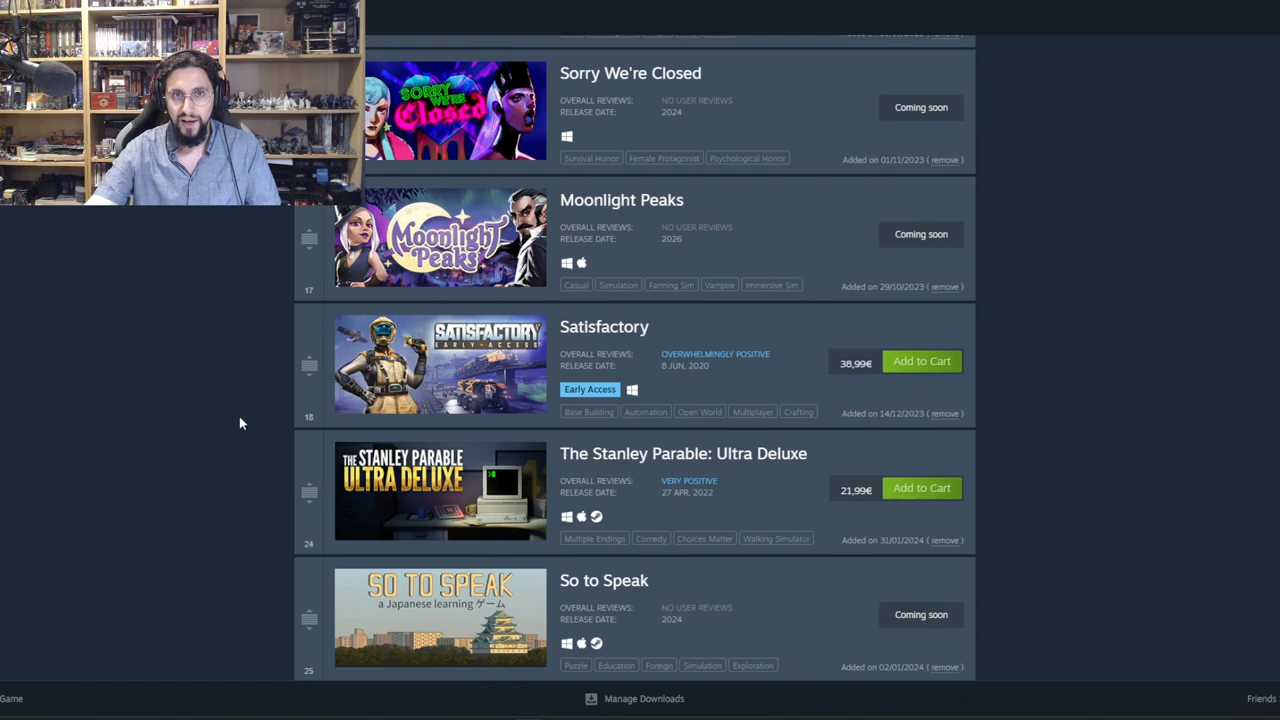 Sorry We're Closed
OVERALL REVIEWS: NO USER REVIEWS
RELEASE DATE: 2024
Coming soon
Survival Horror Female Protagonist Psychological Horror
Added on 01/11/2023 ( remove )
SORRY
WE'RE
Closed
Moonlight Peaks
OVERALL REVIEWS: NO USER REVIEWS
RELEASE DATE: 2026
Coming soon
Casual Simulation Farming Sim Vampire Immersive Sim
Added on 29/10/2023 ( remove )
17
Moonlight
Peaks
Satisfactory
OVERALL REVIEWS: OVERWHELMINGLY POSITIVE
RELEASE DATE: 8 JUN, 2020
38,99€ Add to Cart
Early Access
Base Building Automation Open World Multiplayer Crafting
Added on 14/12/2023 ( remove )
18
SATISFACTORY
EARLY ACCESS
The Stanley Parable: Ultra Deluxe
OVERALL REVIEWS: VERY POSITIVE
RELEASE DATE: 27 APR, 2022
21,99€ Add to Cart
Multiple Endings Comedy Choices Matter Walking Simulator
Added on 31/01/2024 ( remove )
24
THE STANLEY PARABLE
ULTRA DELUXE
So to Speak
OVERALL REVIEWS: NO USER REVIEWS
RELEASE DATE: 2024
Coming soon
Puzzle Education Foreign Simulation Exploration
Added on 02/01/2024 ( remove )
25
SO TO SPEAK
a Japanese learning ゲーム
Game
Manage Downloads
Friends